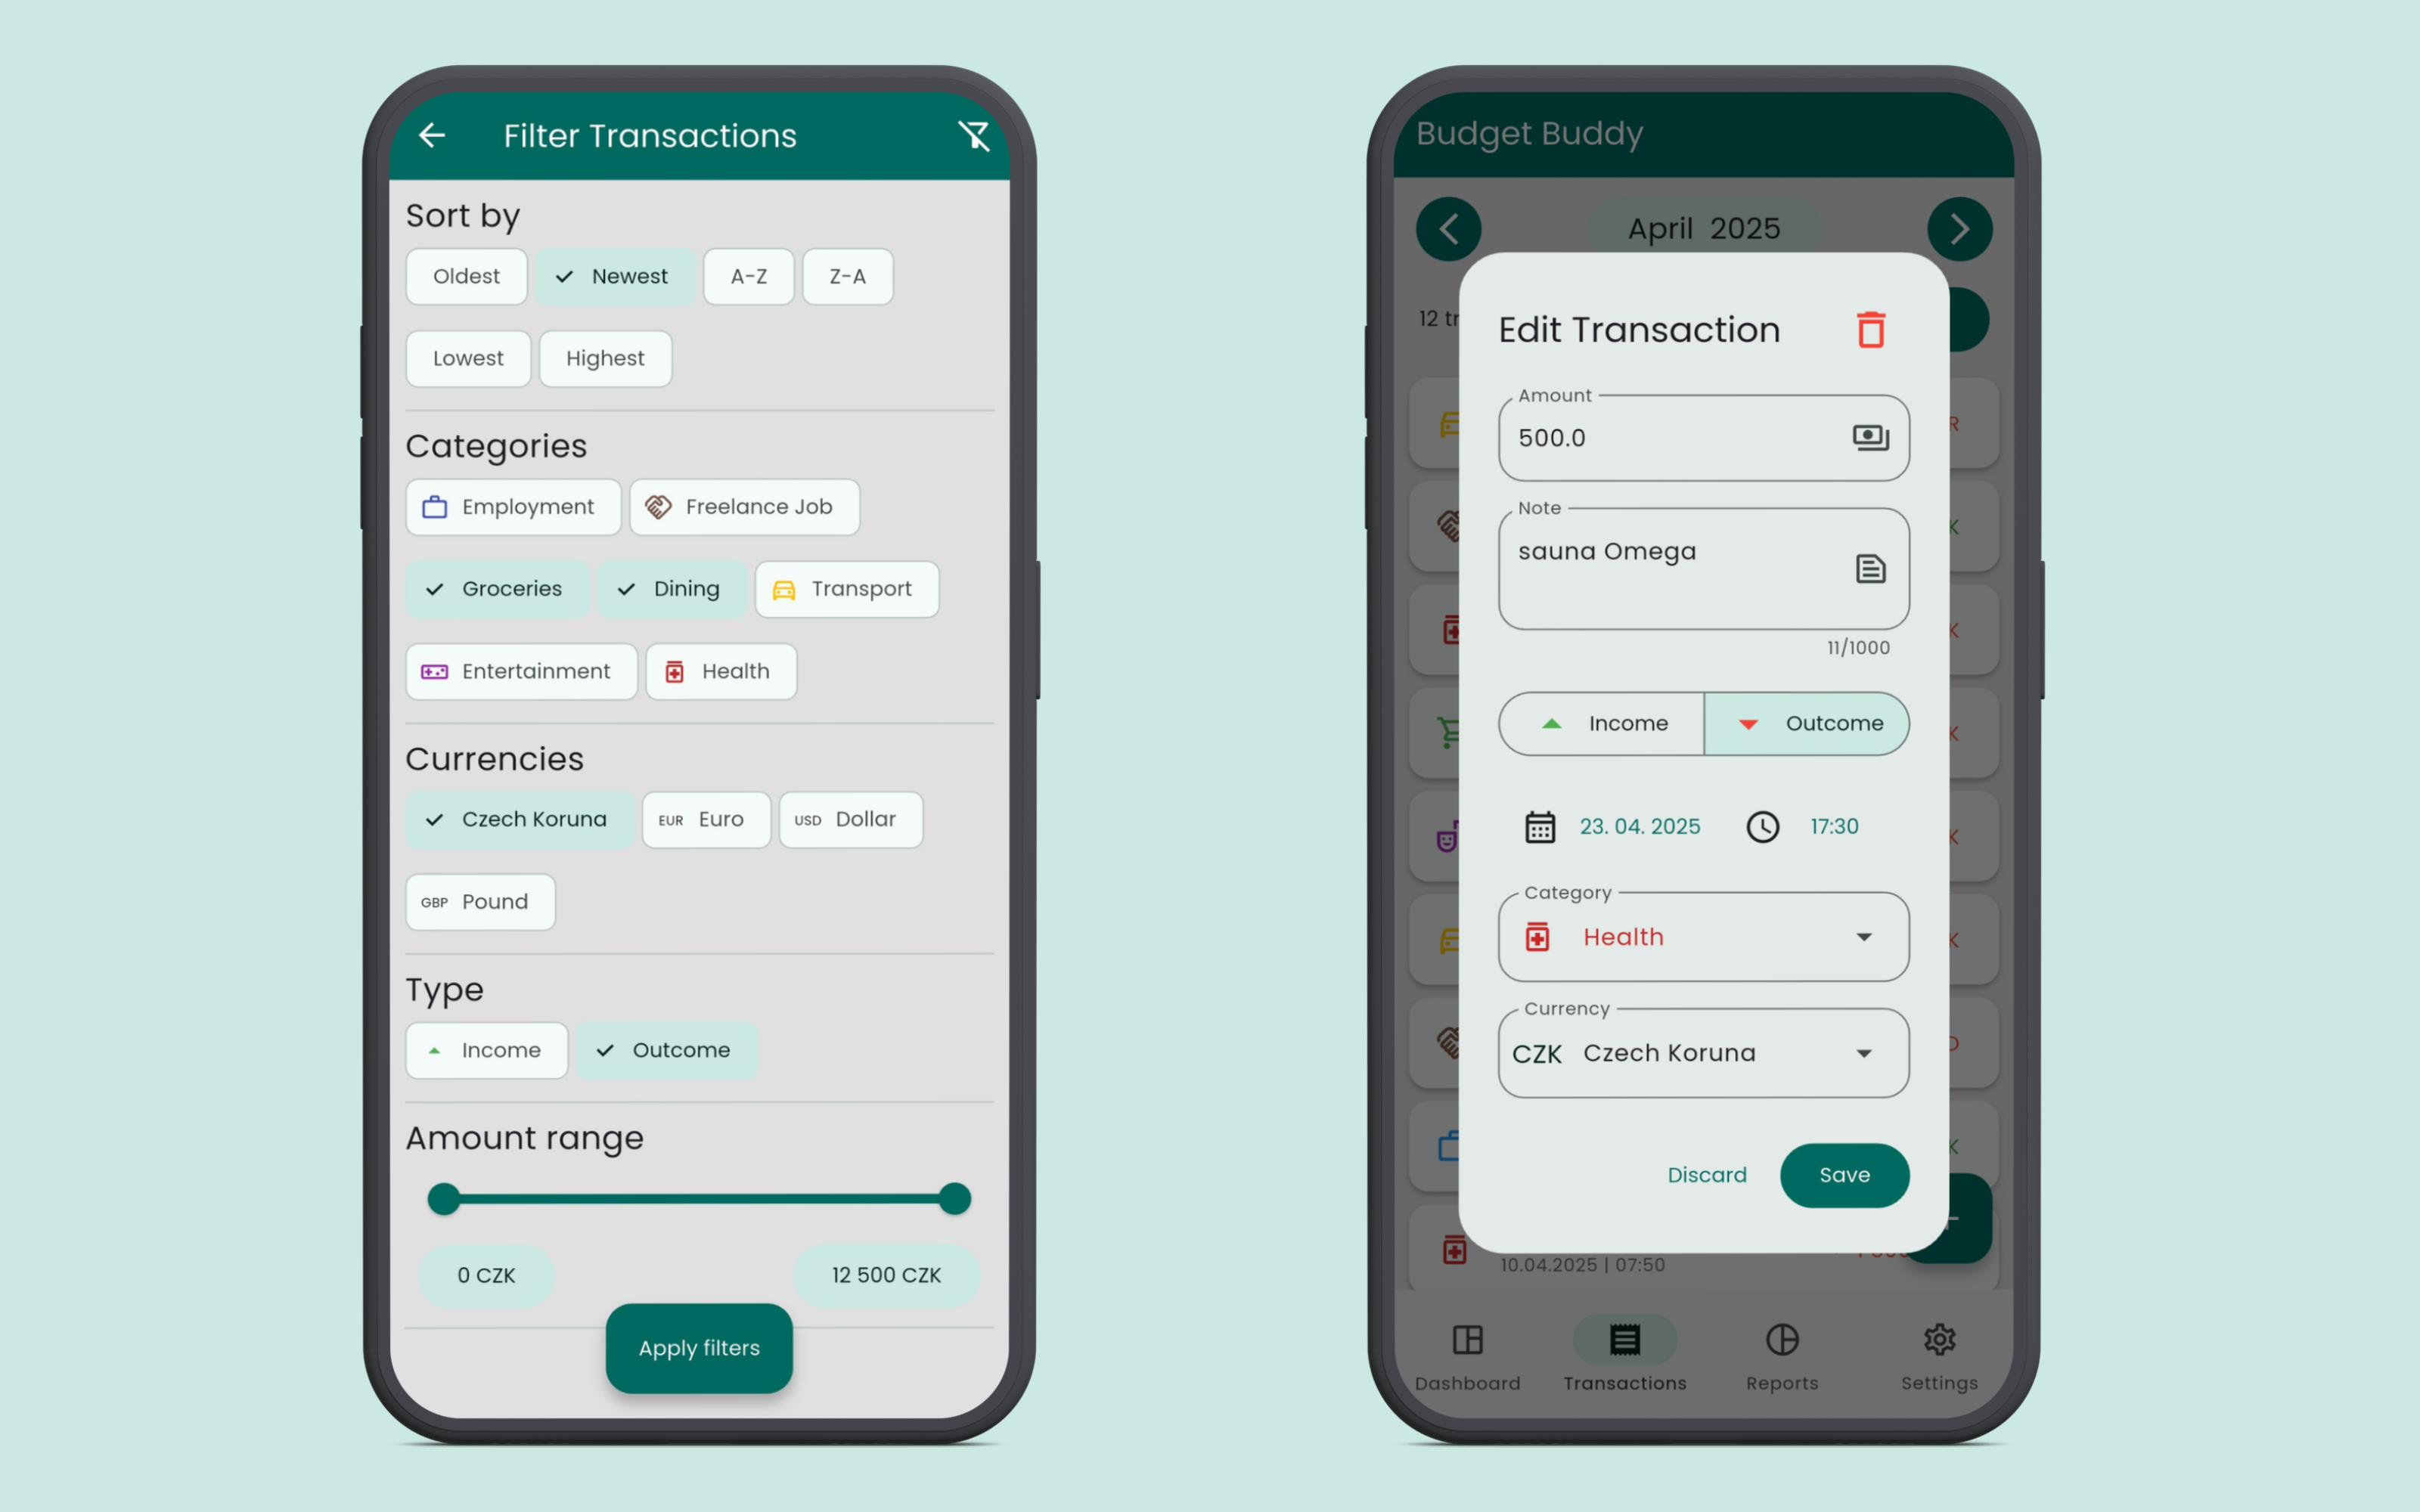 Filter Transactions
Sort by
Oldest Newest A-Z Z-A
Lowest Highest
Categories
Employment Freelance Job
Groceries Dining Transport
Entertainment Health
Currencies
Czech Koruna EUR Euro USD Dollar
GBP Pound
Type
Income Outcome
Amount range
0 CZK 12 500 CZK
Apply filters
Budget Buddy
April 2025
12
Edit Transaction
Amount
500.0
Note
sauna Omega
11/1000
Income Outcome
23. 04. 2025 17:30
Category
Health
Currency
CZK Czech Koruna
Discard Save
10.04.2025 | 07:50
Dashboard Transactions Reports Settings